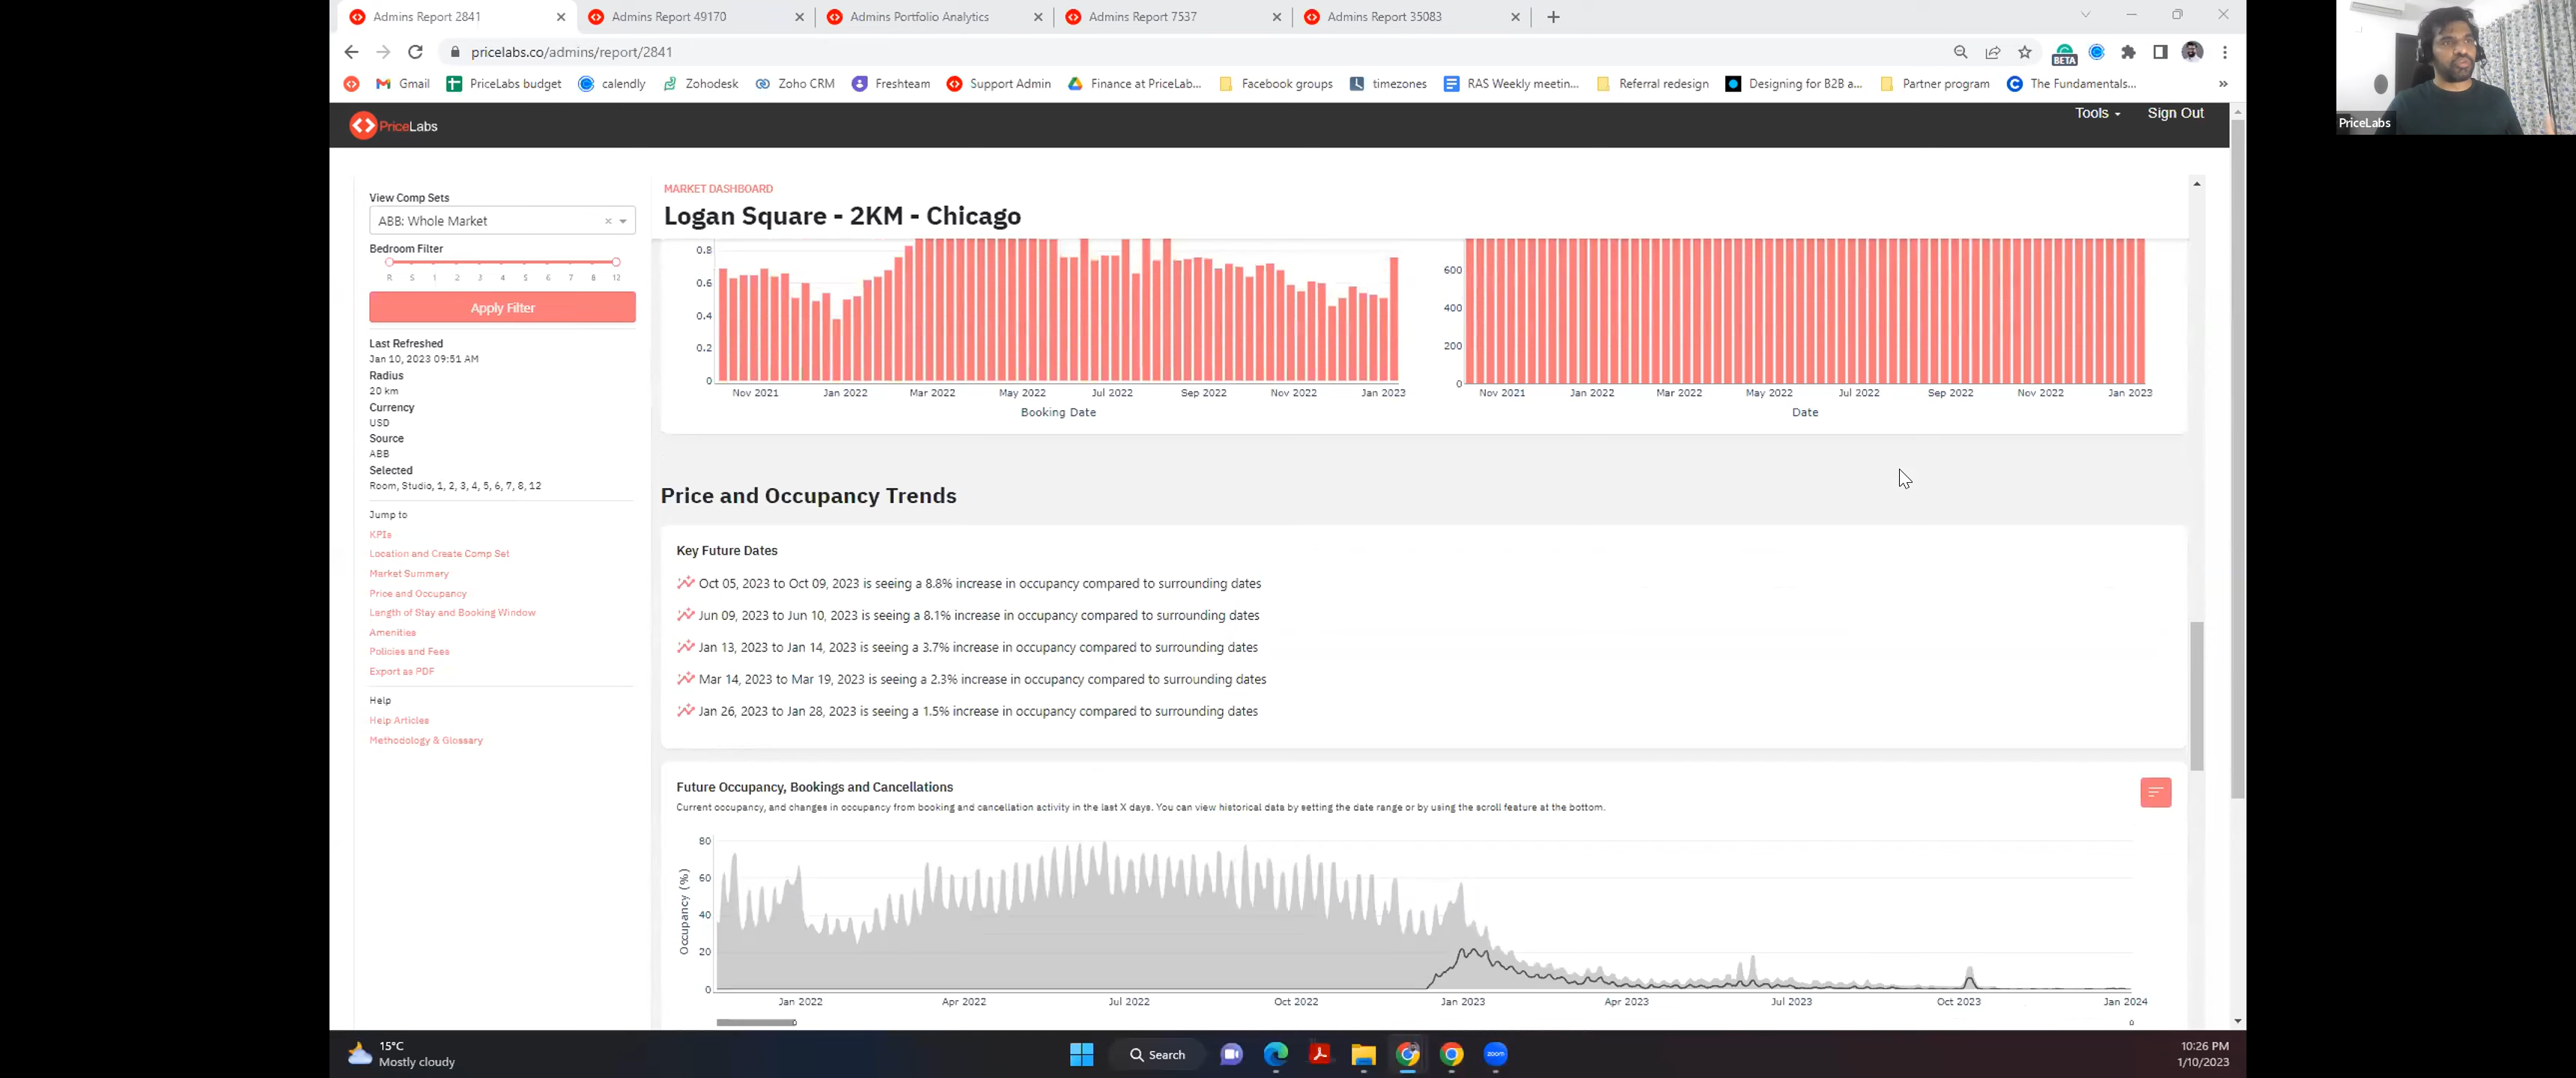 Admins Report 2841
Admins Report 49170
Admins Portfolio Analytics
Admins Report 7537
Admins Report 35083
pricelabs.co/admins/report/2841
BETA
Gmail
PriceLabs budget
calendly
Zohodesk
Zoho CRM
Freshteam
Support Admin
Finance at PriceLab...
Facebook groups
timezones
RAS Weekly meetin...
Referral redesign
Designing for B2B a...
Partner program
The Fundamentals...
PriceLabs
PriceLabs
Tools
Sign Out
View Comp Sets
ABB: Whole Market
Bedroom Filter
R S 1 2 3 4 5 6 7 8 12
Apply Filter
Last Refreshed
Jan 10, 2023 09:51 AM
Radius
20 km
Currency
USD
Source
ABB
Selected
Room, Studio, 1, 2, 3, 4, 5, 6, 7, 8, 12
Jump to
KPIs
Location and Create Comp Set
Market Summary
Price and Occupancy
Length of Stay and Booking Window
Amenities
Policies and Fees
Export as PDF
Help
Help Articles
Methodology & Glossary
MARKET DASHBOARD
Logan Square - 2KM - Chicago
0.8
0.6
0.4
0.2
0
Nov 2021 Jan 2022 Mar 2022 May 2022 Jul 2022 Sep 2022 Nov 2022 Jan 2023
Booking Date
600
400
200
0
Nov 2021 Jan 2022 Mar 2022 May 2022 Jul 2022 Sep 2022 Nov 2022 Jan 2023
Date
Price and Occupancy Trends
Key Future Dates
Oct 05, 2023 to Oct 09, 2023 is seeing a 8.8% increase in occupancy compared to surrounding dates
Jun 09, 2023 to Jun 10, 2023 is seeing a 8.1% increase in occupancy compared to surrounding dates
Jan 13, 2023 to Jan 14, 2023 is seeing a 3.7% increase in occupancy compared to surrounding dates
Mar 14, 2023 to Mar 19, 2023 is seeing a 2.3% increase in occupancy compared to surrounding dates
Jan 26, 2023 to Jan 28, 2023 is seeing a 1.5% increase in occupancy compared to surrounding dates
Future Occupancy, Bookings and Cancellations
Current occupancy, and changes in occupancy from booking and cancellation activity in the last X days. You can view historical data by setting the date range or by using the scroll feature at the bottom.
Occupancy (%)
80
60
40
20
0
Jan 2022 Apr 2022 Jul 2022 Oct 2022 Jan 2023 Apr 2023 Jul 2023 Oct 2023 Jan 2024
15°C
Mostly cloudy
Search
zoom
10:26 PM
1/10/2023